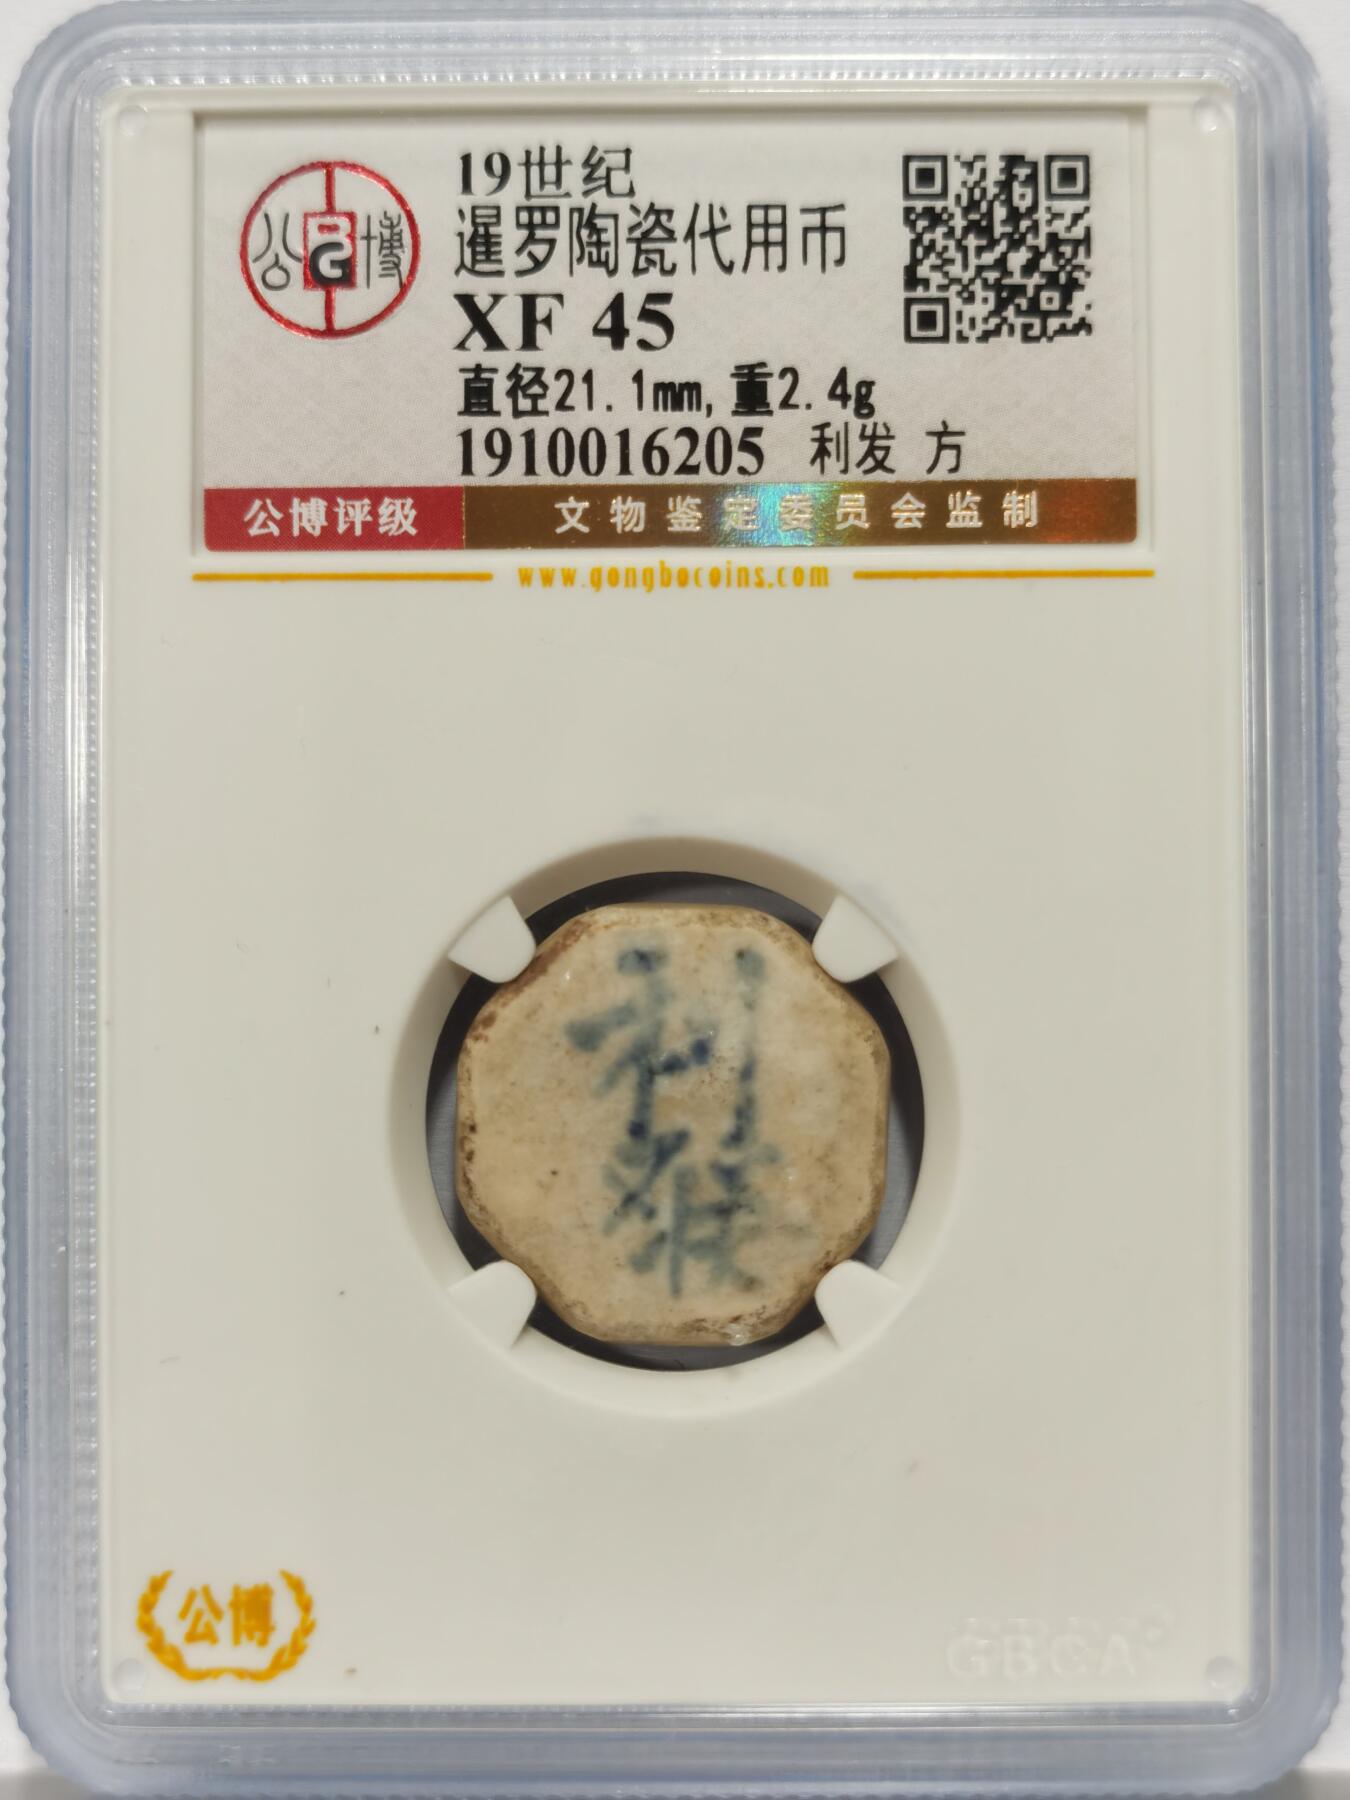 公博
BG
19世纪
暹罗陶瓷代用币
XF 45
直径21.1mm,重2.4g
1910016205 利发 方
公博评级 文物鉴定委员会监制
www.gongbocoins.com
利
發
公博
GBCA